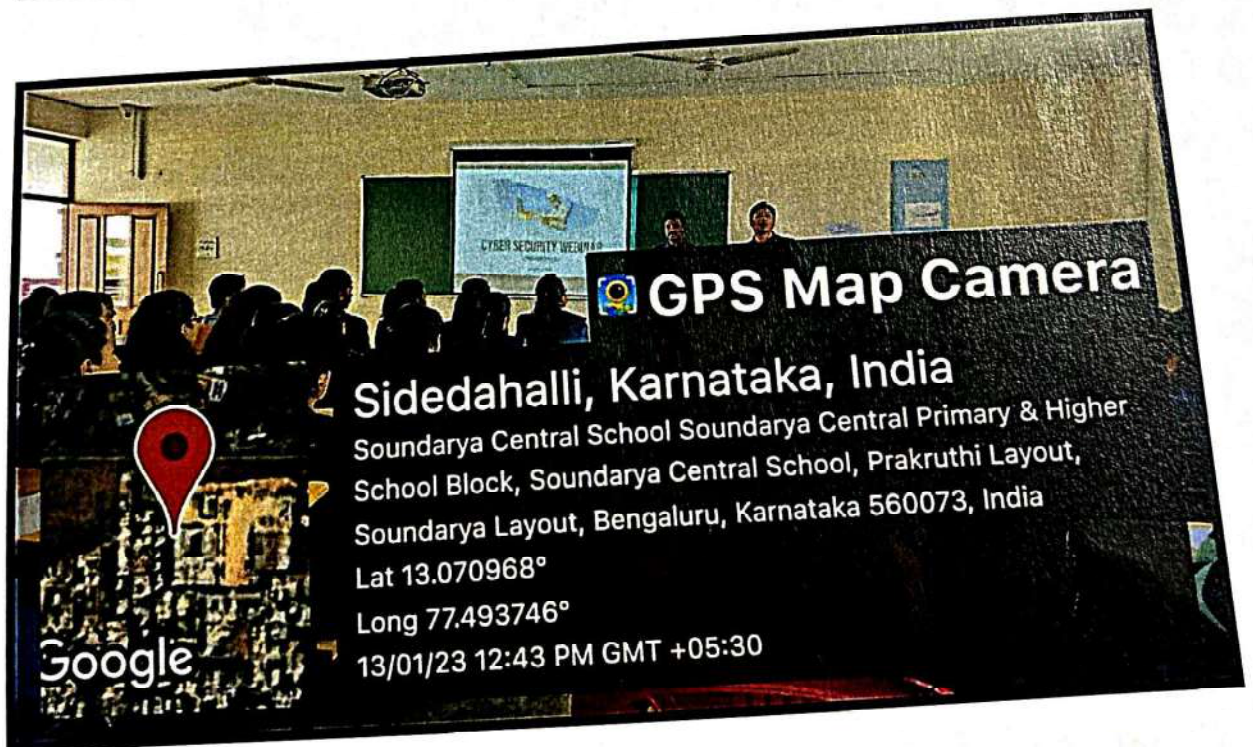 CYBER SECURITY WEBINAR
GPS Map Camera
Sidedahalli, Karnataka, India
Soundarya Central School Soundarya Central Primary & Higher
School Block, Soundarya Central School, Prakruthi Layout,
Soundarya Layout, Bengaluru, Karnataka 560073, India
Lat 13.070968°
Long 77.493746°
13/01/23 12:43 PM GMT +05:30
Google